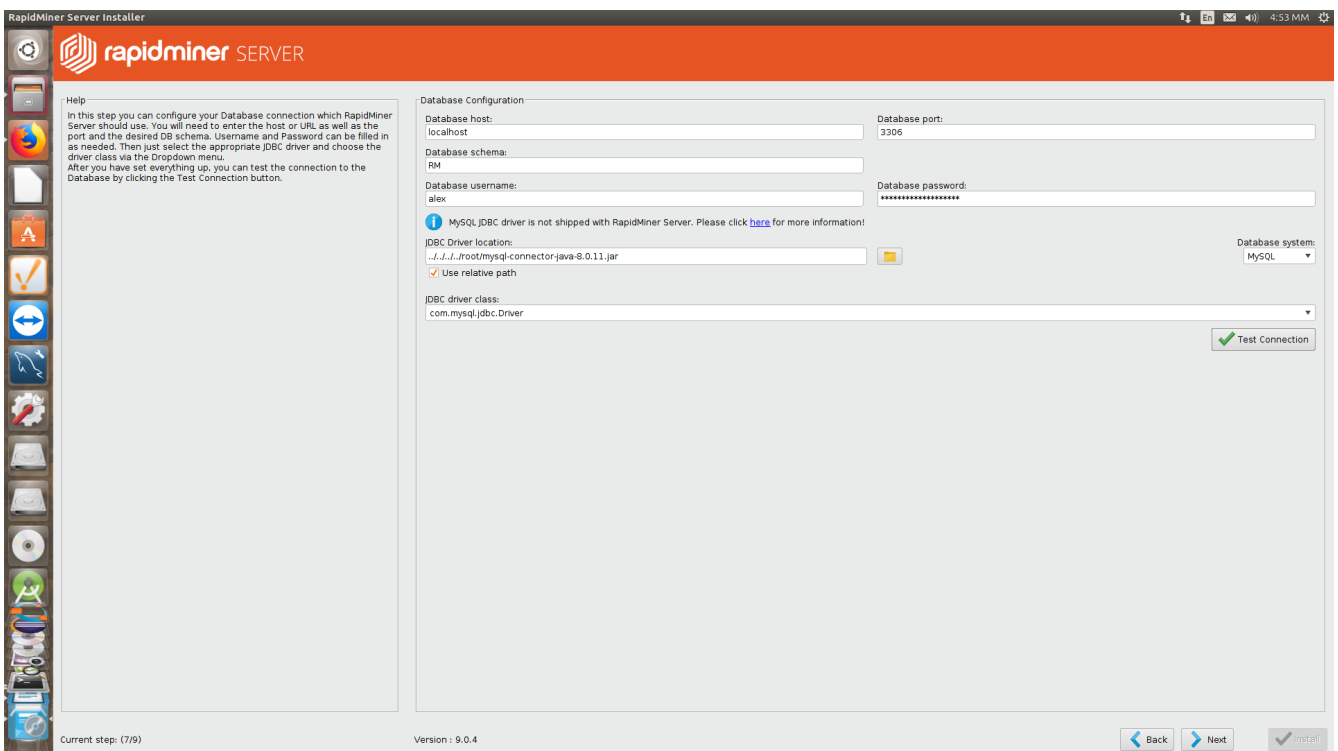 RapidMiner Server Installer
En
4:53 MM
rapidminer SERVER
Help
In this step you can configure your Database connection which RapidMiner
Server should use. You will need to enter the host or URL as well as the
port and the desired DB schema. Username and Password can be filled in
as needed. Then just select the appropriate JDBC driver and choose the
driver class via the Dropdown menu.
After you have set everything up, you can test the connection to the
Database by clicking the Test Connection button.
Database Configuration
Database host:
Database port:
localhost
3306
Database schema:
RM
Database username:
Database password:
alex
*******************
MySQL JDBC driver is not shipped with RapidMiner Server. Please click here for more information!
JDBC Driver location:
Database system:
../../../../root/mysql-connector-java-8.0.11.jar
MySQL
Use relative path
JDBC driver class:
com.mysql.jdbc.Driver
Test Connection
Current step: (7/9)
Version : 9.0.4
Back
Next
Install